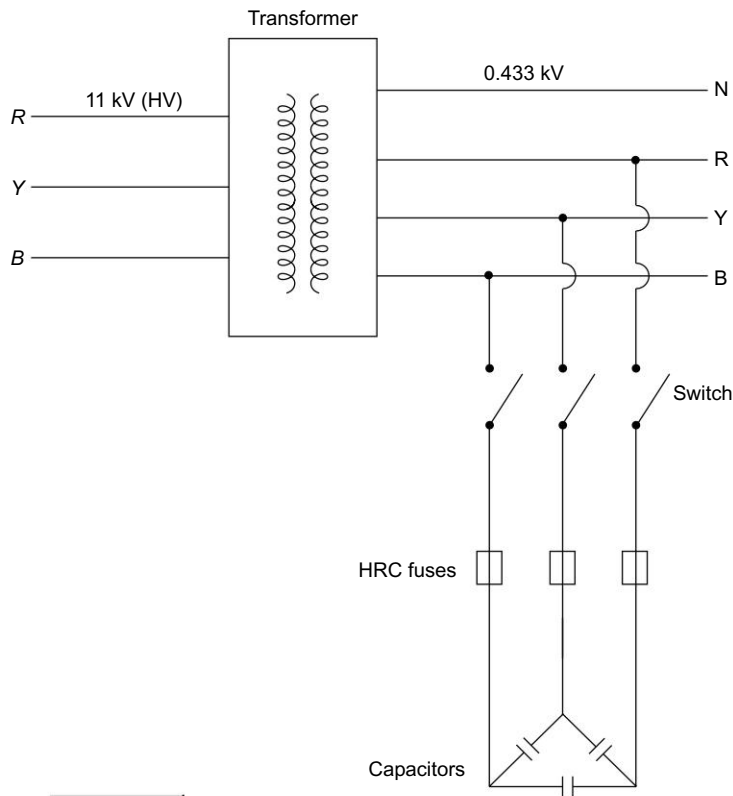 Transformer
0.433 kV
N
11 kV (HV)
R
R
Y
Y
B
B
Switch
HRC fuses
Capacitors